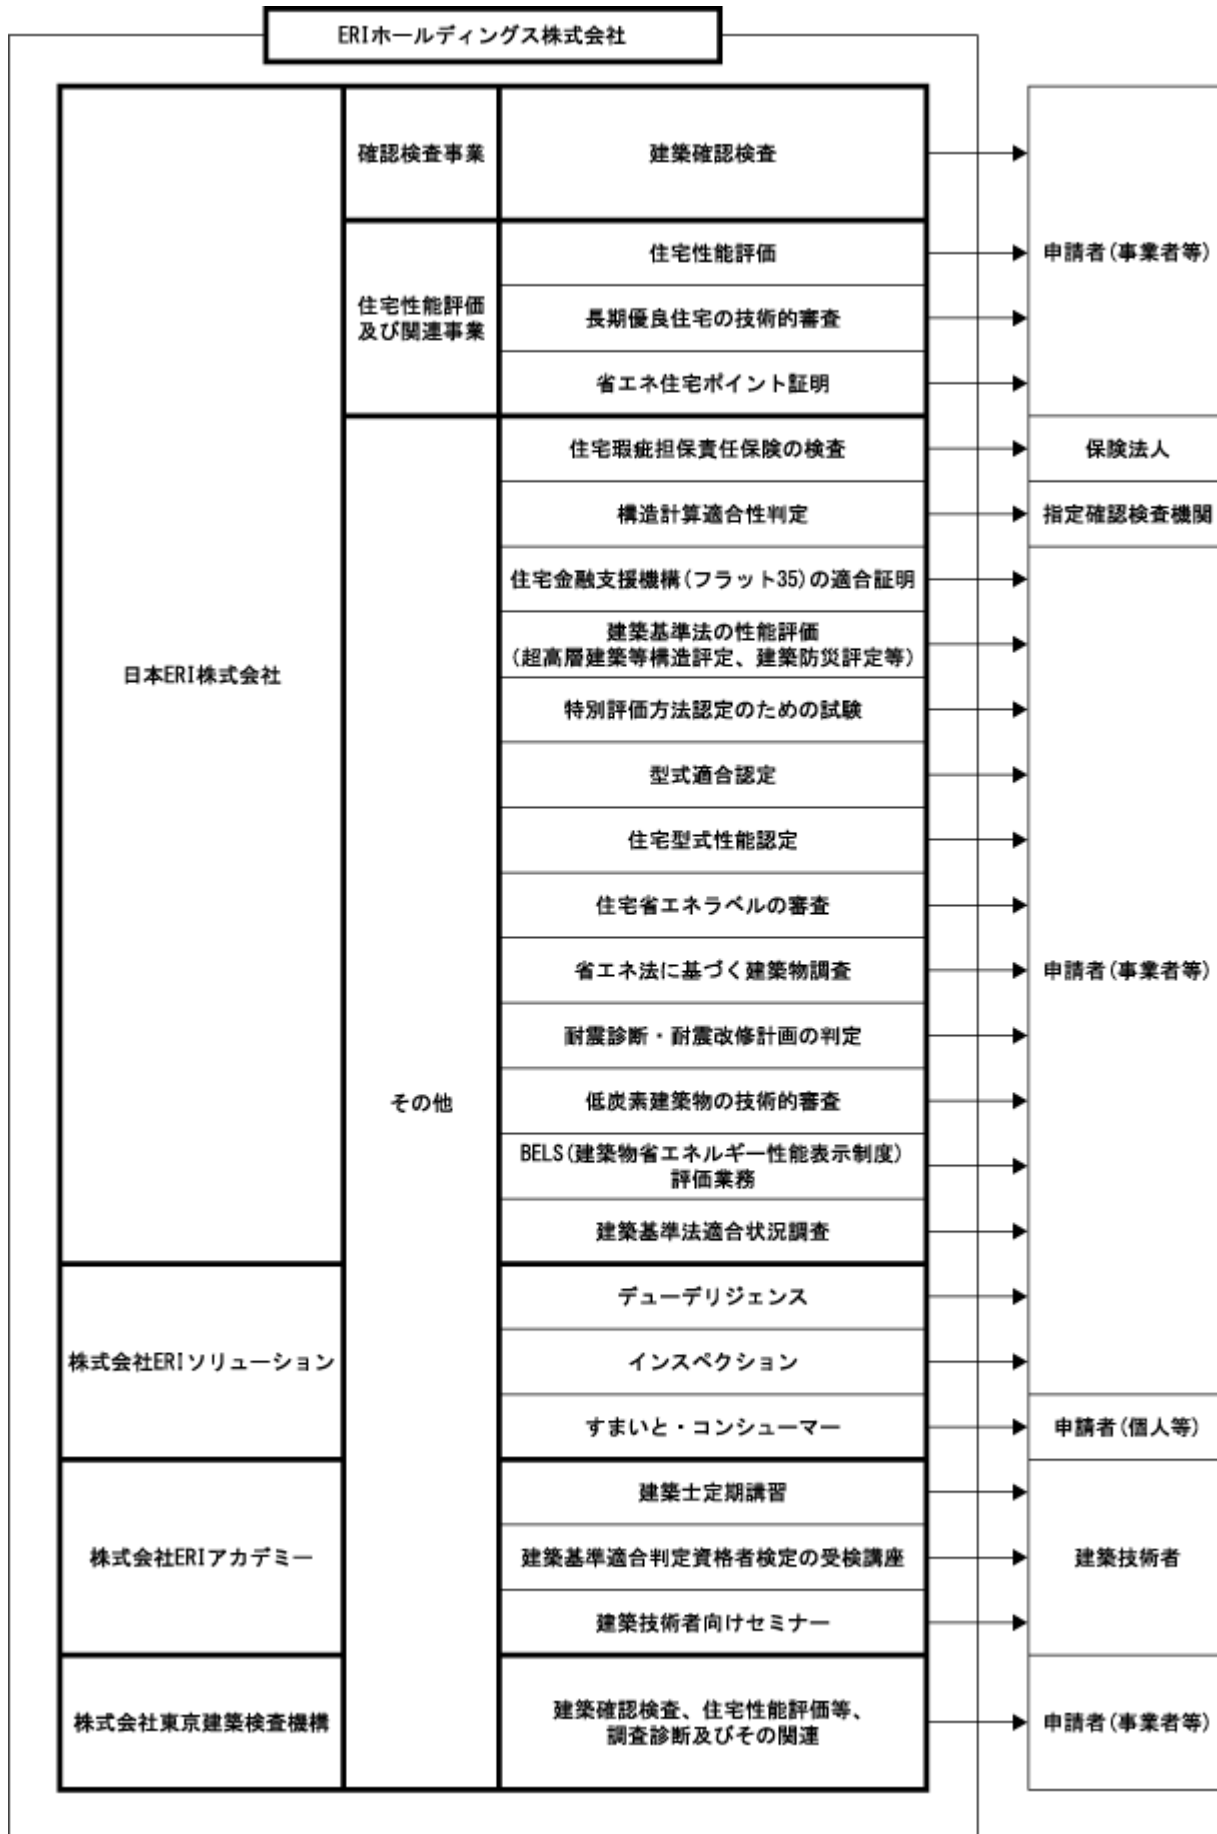 ERIホールディングス株式会社
確認検査事業
建築確認検査
住宅性能評価
申請者(事業者等)
住宅性能評価
及び関連事業
長期優良住宅の技術的審査
省エネ住宅ポイント証明
住宅瑕疵担保責任保険の検査
保険法人
構造計算適合性判定
指定確認検査機関
住宅金融支援機構(フラット35)の適合証明
建築基準法の性能評価
(超高層建築等構造評定、建築防災評定等)
日本ERI株式会社
特別評価方法認定のための試験
型式適合認定
住宅型式性能認定
住宅省エネラベルの審査
省エネ法に基づく建築物調査
申請者(事業者等)
耐震診断・耐震改修計画の判定
その他
低炭素建築物の技術的審査
BELS(建築物省エネルギー性能表示制度)
評価業務
建築基準法適合状況調査
デューデリジェンス
株式会社ERIソリューション
インスペクション
すまいと・コンシューマー
申請者(個人等)
建築士定期講習
株式会社ERIアカデミー
建築基準適合判定資格者検定の受検講座
建築技術者
建築技術者向けセミナー
株式会社東京建築検査機構
建築確認検査、住宅性能評価等、
調査診断及びその関連
申請者(事業者等)